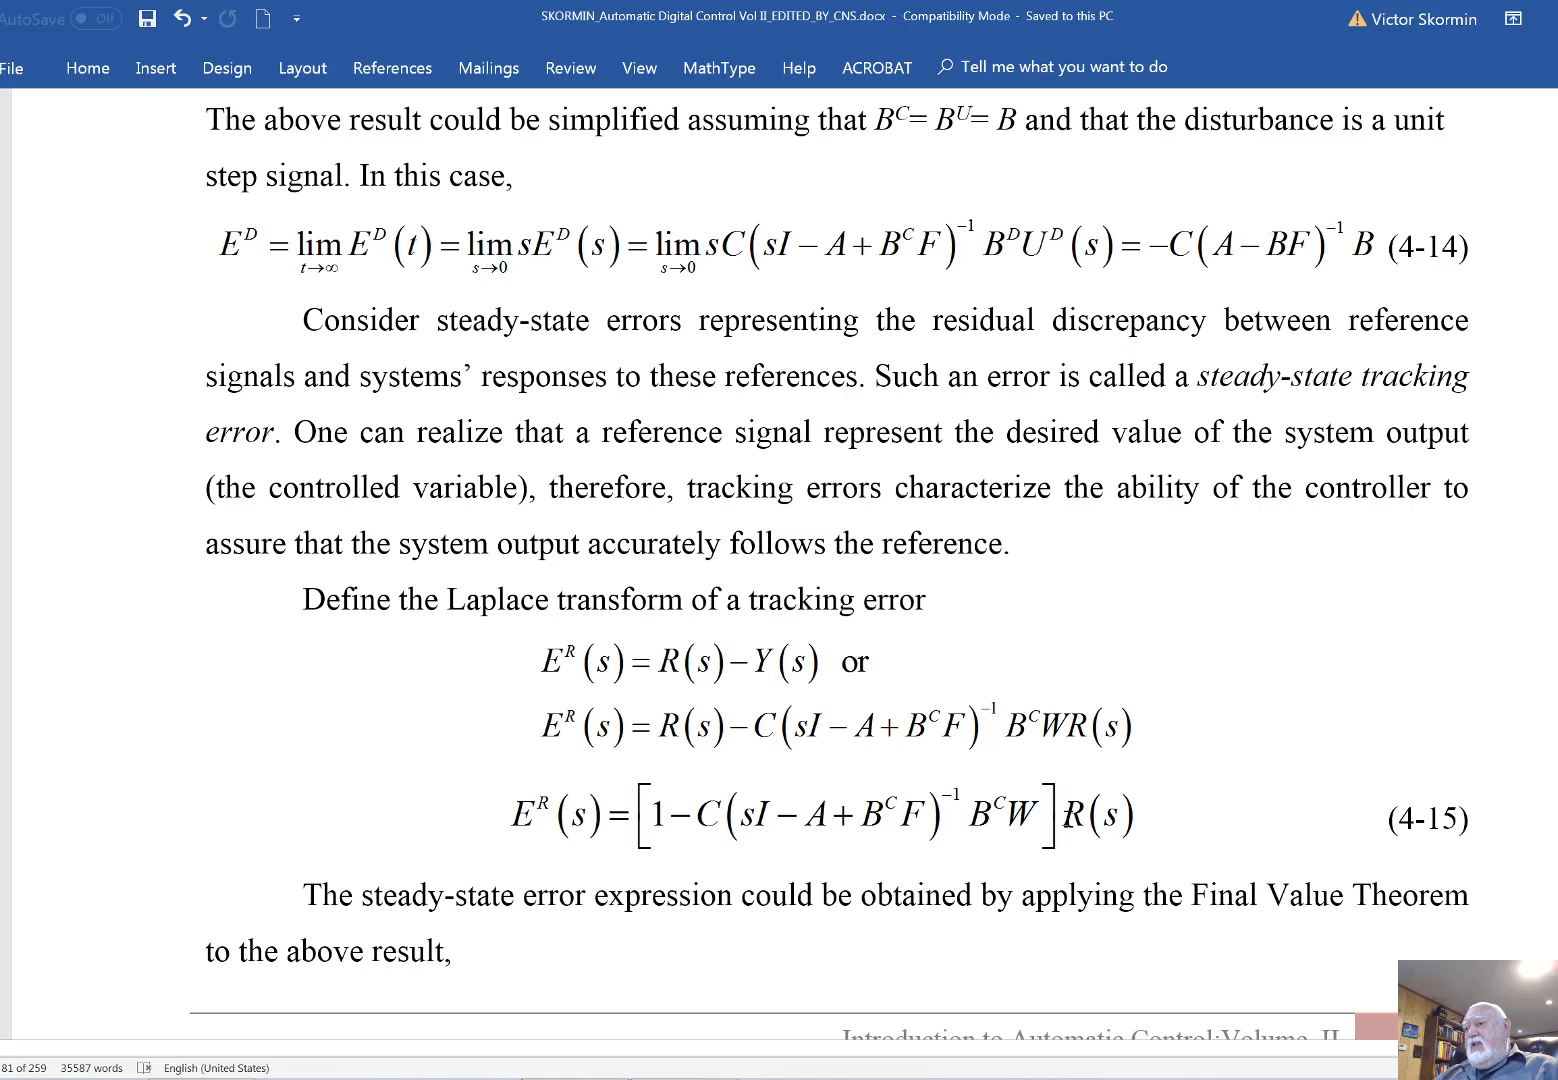 AutoSave Off SKORMIN_Automatic Digital Control Vol II_EDITED_BY_CNS.docx - Compatibility Mode - Saved to this PC Victor Skormin
File Home Insert Design Layout References Mailings Review View MathType Help ACROBAT Tell me what you want to do
The above result could be simplified assuming that B^C= B^U= B and that the disturbance is a unit
step signal. In this case,
E^D = lim_{t→∞} E^D(t) = lim_{s→0} sE^D(s) = lim_{s→0} sC(sI − A + B^C F)^{−1} B^D U^D(s) = −C(A − BF)^{−1} B (4-14)
Consider steady-state errors representing the residual discrepancy between reference
signals and systems’ responses to these references. Such an error is called a steady-state tracking
error. One can realize that a reference signal represent the desired value of the system output
(the controlled variable), therefore, tracking errors characterize the ability of the controller to
assure that the system output accurately follows the reference.
Define the Laplace transform of a tracking error
E^R(s) = R(s) − Y(s) or
E^R(s) = R(s) − C(sI − A + B^C F)^{−1} B^C WR(s)
E^R(s) = [1 − C(sI − A + B^C F)^{−1} B^C W] R(s) (4-15)
The steady-state error expression could be obtained by applying the Final Value Theorem
to the above result,
Introduction to Automatic Control:Volume II
81 of 259 35587 words English (United States)